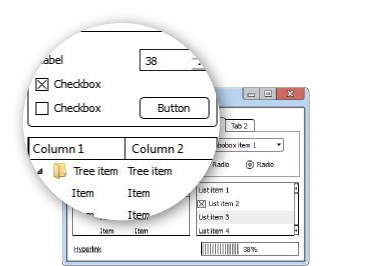 38
Checkbox
Checkbox Button
Column 1 Column 2
Tree item Tree item
Item Item
Item Item
Item Item
Tab 2
item 1
Radio Radio
List item 1
List item 2
List item 3
List item 4
Hyperlink 38%